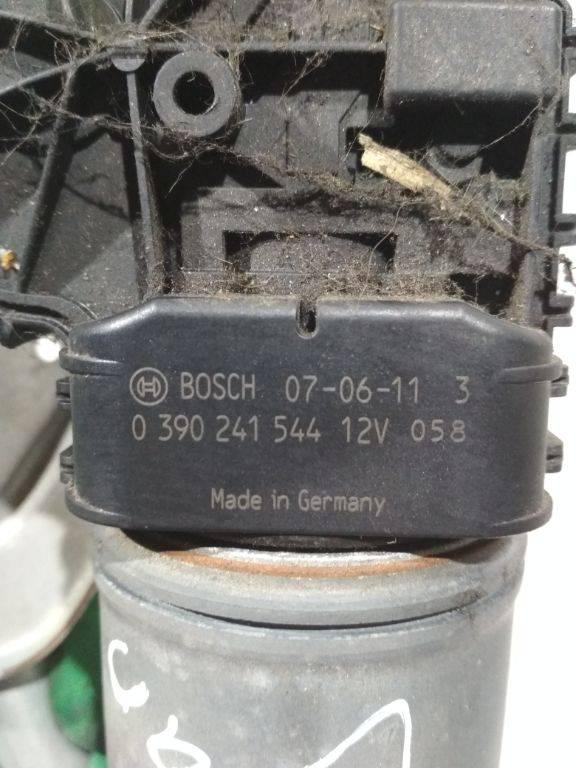 BOSCH 07-06-11 3
0 390 241 544 12V 058
Made in Germany